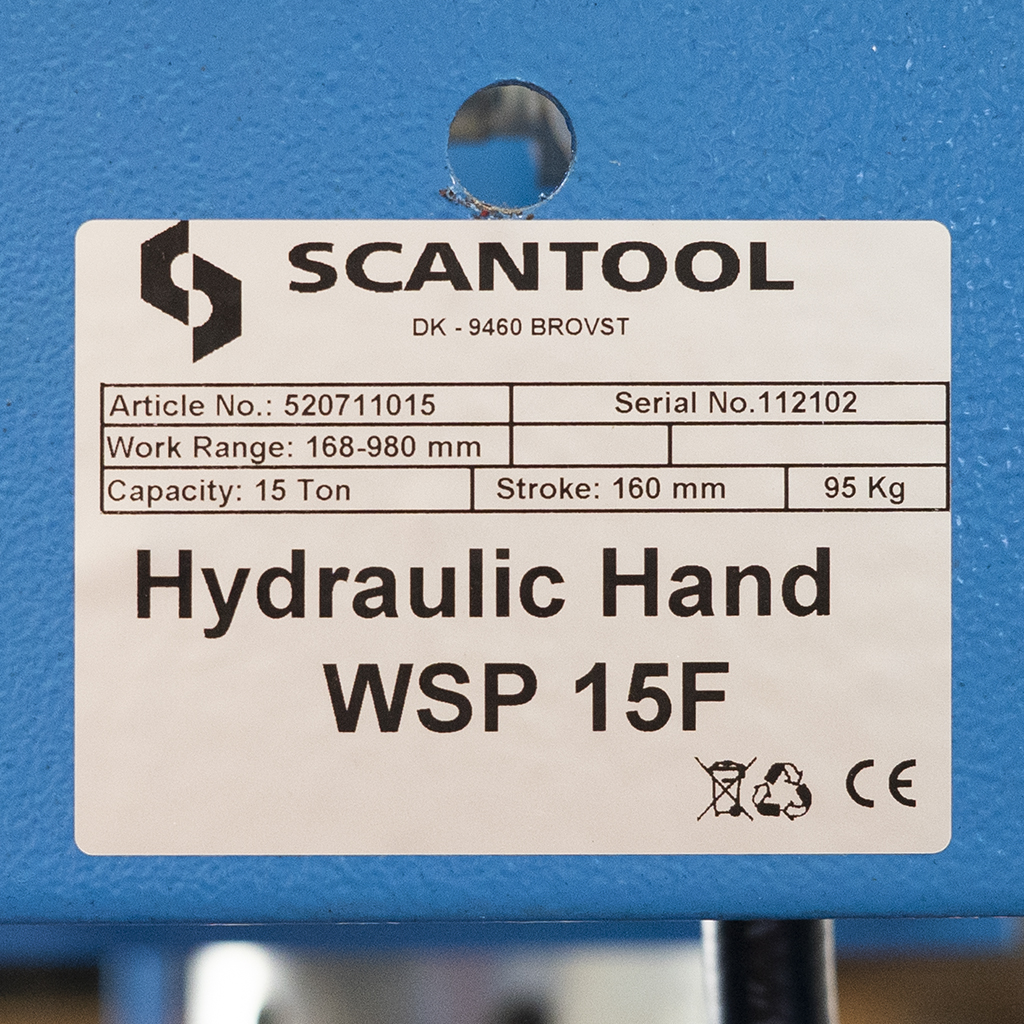 SCANTOOL
DK - 9460 BROVST
Article No.: 520711015 Serial No.112102
Work Range: 168-980 mm
Capacity: 15 Ton Stroke: 160 mm 95 Kg
Hydraulic Hand
WSP 15F
CE